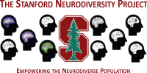 THE STANFORD NEURODIVERSITY PROJECT
S
EMPOWERING THE NEURODIVERSE POPULATION